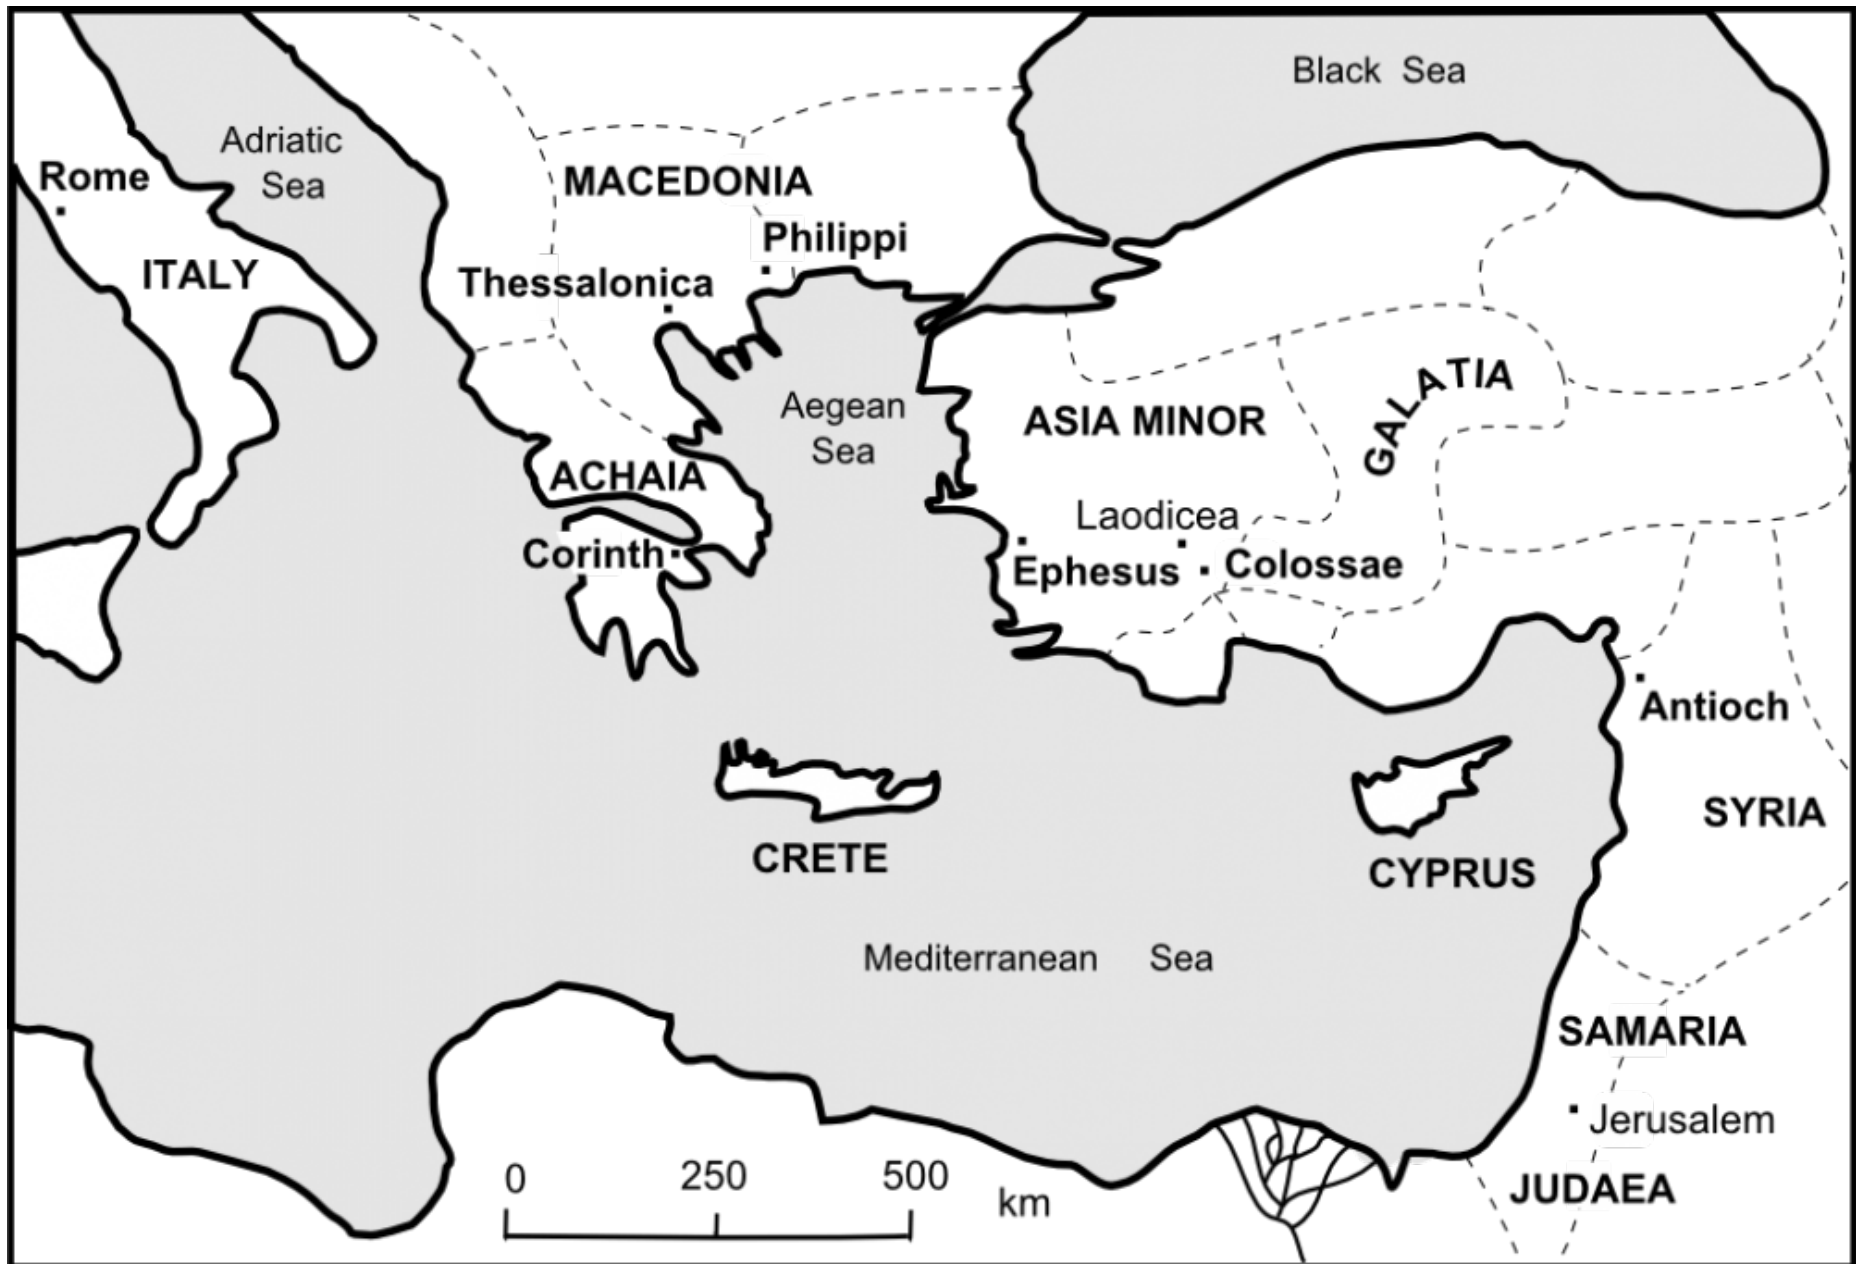 Black Sea
Adriatic
Sea
Rome
MACEDONIA
Philippi
ITALY
Thessalonica
GALATIA
Aegean
Sea
ASIA MINOR
ACHAIA
Laodicea
Corinth
Ephesus
Colossae
Antioch
SYRIA
CRETE
CYPRUS
Mediterranean Sea
SAMARIA
Jerusalem
JUDAEA
0 250 500
km